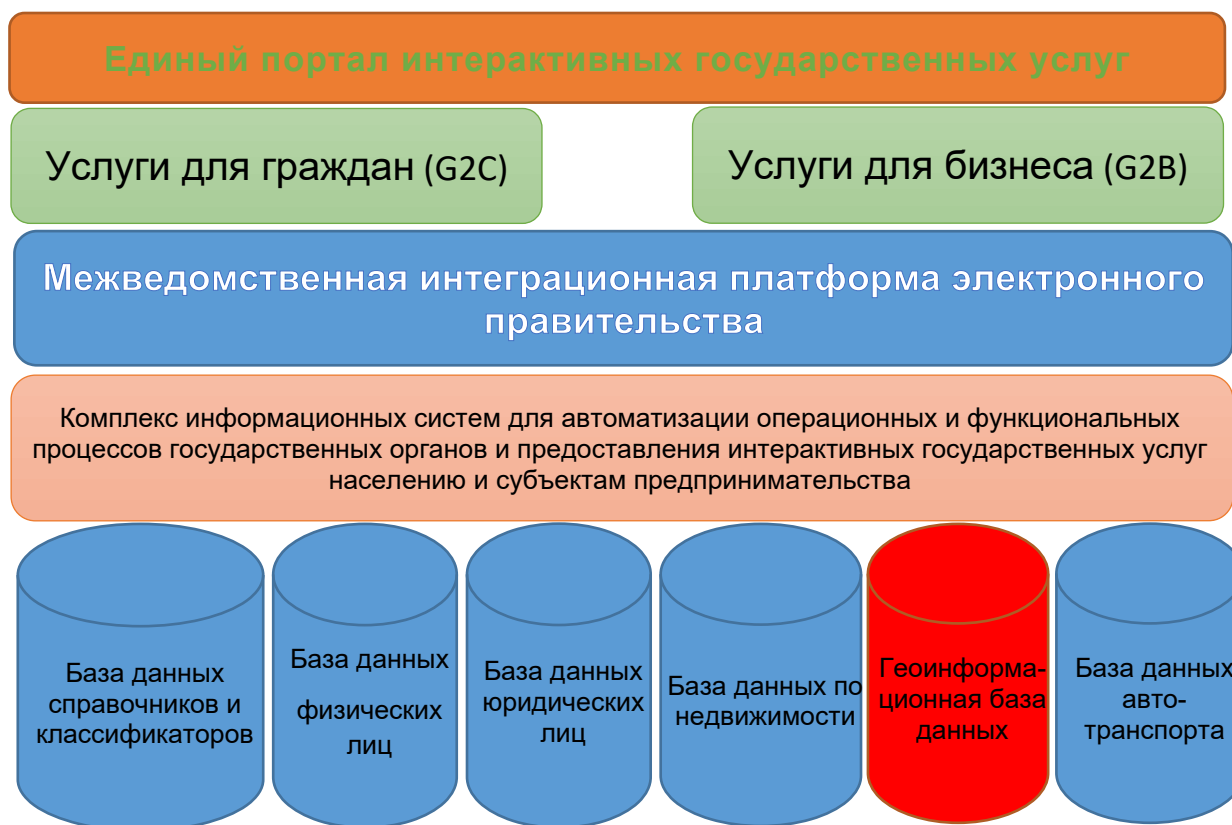 Единый портал интерактивных государственных услуг
Услуги для граждан (G2C)
Услуги для бизнеса (G2B)
Межведомственная интеграционная платформа электронного
правительства
Комплекс информационных систем для автоматизации операционных и функциональных
процессов государственных органов и предоставления интерактивных государственных услуг
населению и субъектам предпринимательства
База данных
справочников и
классификаторов
База данных
физических
лиц
База данных
юридических
лиц
База данных по
недвижимости
Геоинформа-
ционная база
данных
База данных
авто-
транспорта